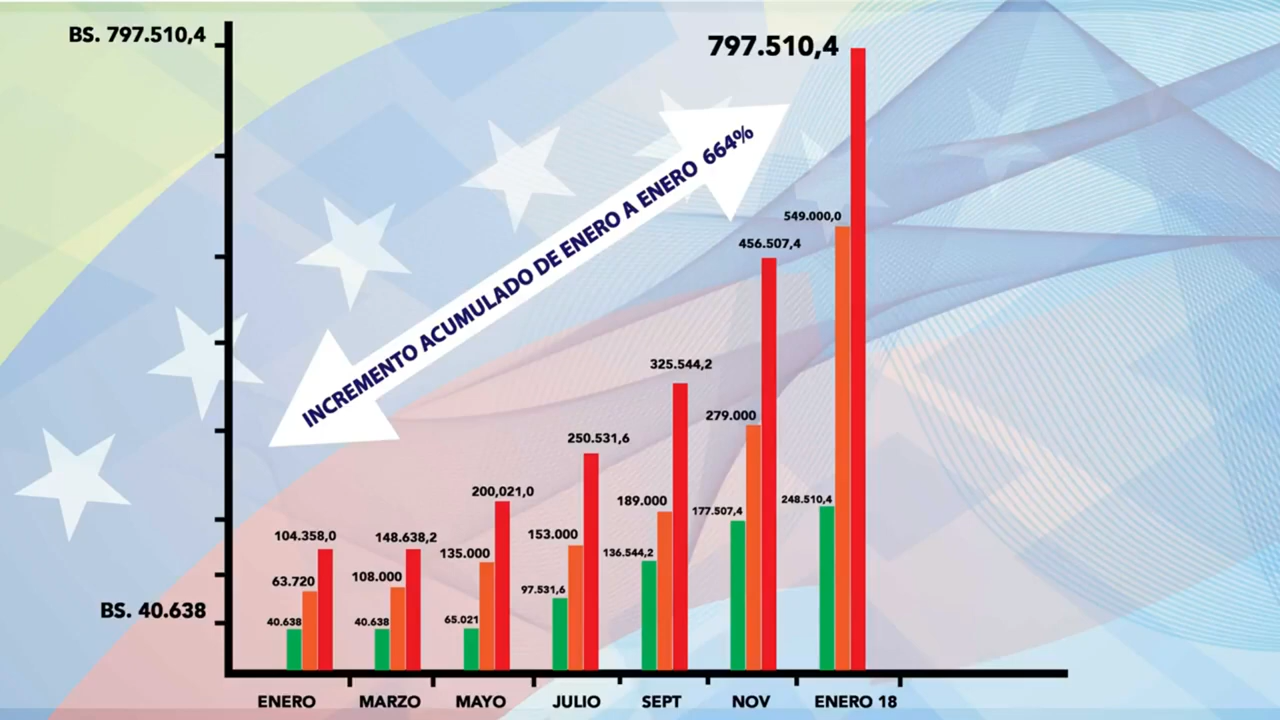 BS. 797.510,4
797.510,4
INCREMENTO ACUMULADO DE ENERO A ENERO 664%
549.000,0
456.507,4
325.544,2
279.000
250.531,6
200,021,0
189.000
248.510,4
177.507,4
104.358,0
148.638,2
153.000
136.544,2
135.000
63.720
108.000
97.531,6
BS. 40.638
40.638
40.638
65.021
ENERO
MARZO
MAYO
JULIO
SEPT
NOV
ENERO 18